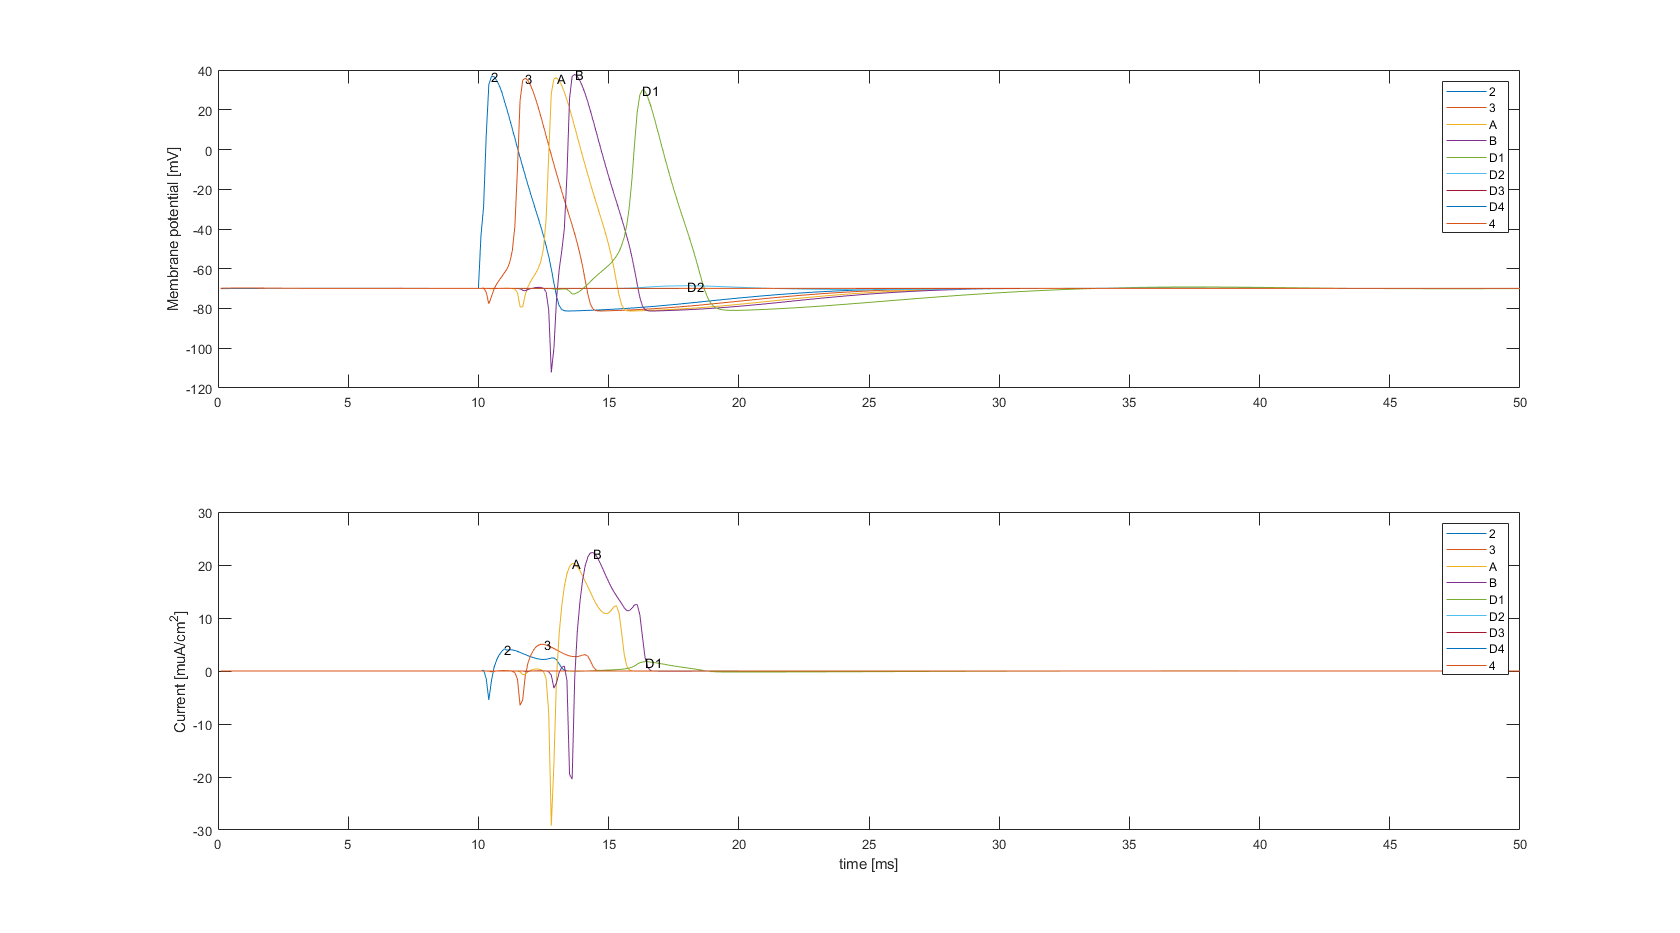 Membrane potential [mV]
40
20
0
-20
-40
-60
-80
-100
-120
0 5 10 15 20 25 30 35 40 45 50
2 3 A B D1 D2
2
3
A
B
D1
D2
D3
D4
4
Current [muA/cm2]
30
20
10
0
-10
-20
-30
0 5 10 15 20 25 30 35 40 45 50
time [ms]
2 3 A B D1
2
3
A
B
D1
D2
D3
D4
4